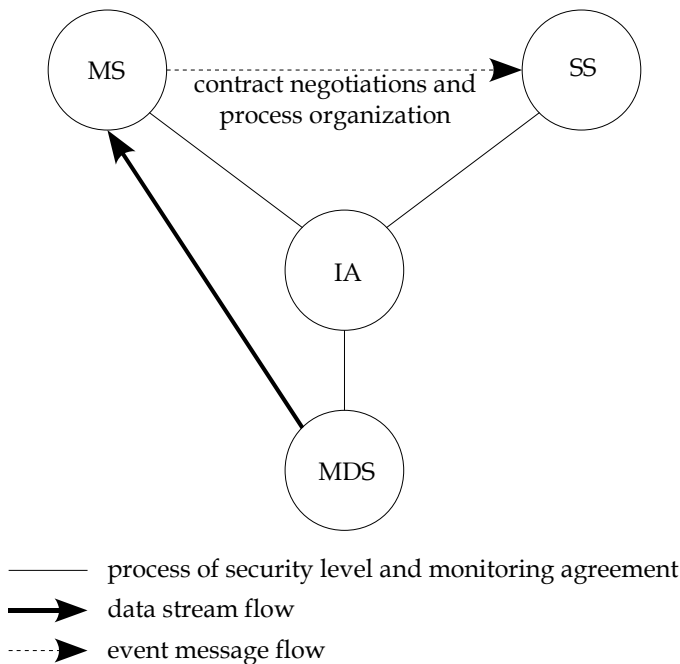 MS
SS
contract negotiations and
process organization
IA
MDS
process of security level and monitoring agreement
data stream flow
event message flow